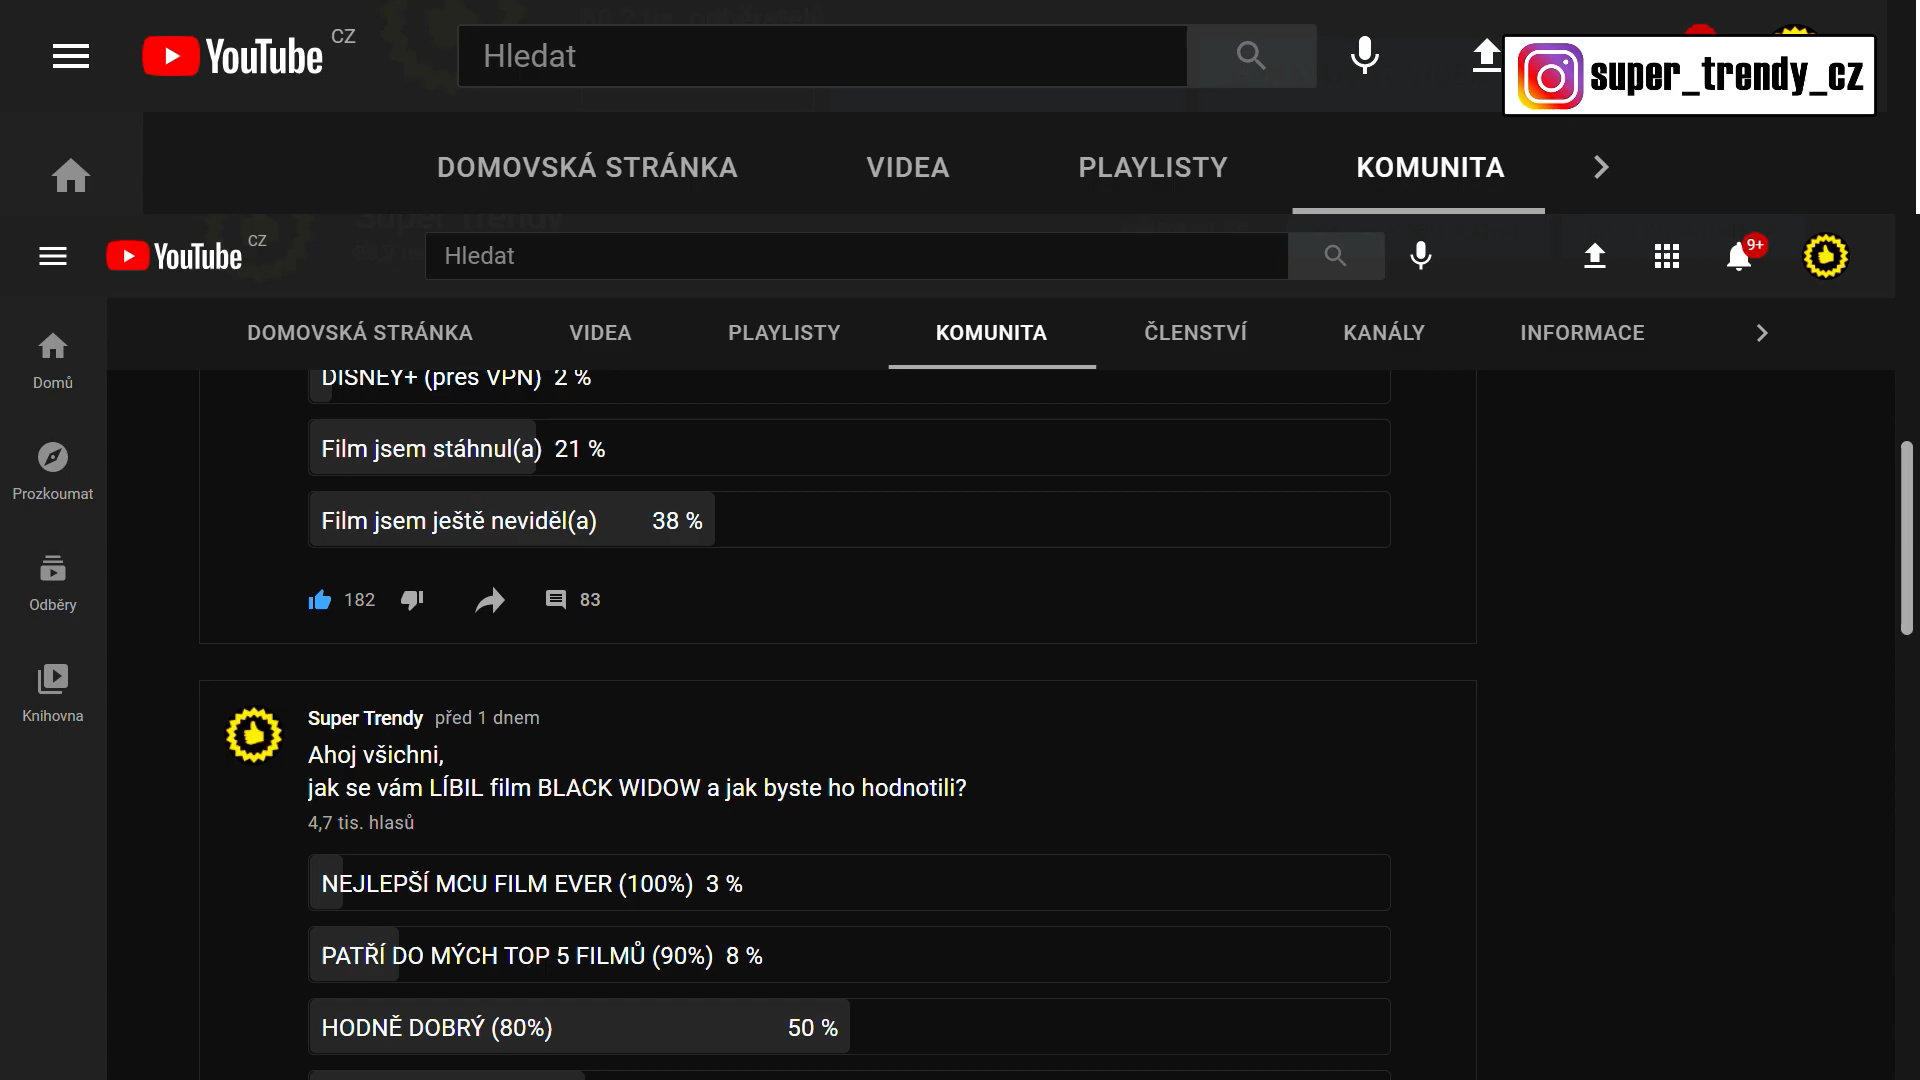 YouTube CZ
Hledat
super_trendy_cz
DOMOVSKÁ STRÁNKA VIDEA PLAYLISTY KOMUNITA
YouTube CZ
Hledat
9+
DOMOVSKÁ STRÁNKA VIDEA PLAYLISTY KOMUNITA ČLENSTVÍ KANÁLY INFORMACE
Domů
Prozkoumat
Odběry
Knihovna
DISNEY+ (přes VPN) 2 %
Film jsem stáhnul(a) 21 %
Film jsem ještě neviděl(a) 38 %
182 83
Super Trendy před 1 dnem
Ahoj všichni,
jak se vám LÍBIL film BLACK WIDOW a jak byste ho hodnotili?
4,7 tis. hlasů
NEJLEPŠÍ MCU FILM EVER (100%) 3 %
PATŘÍ DO MÝCH TOP 5 FILMŮ (90%) 8 %
HODNĚ DOBRÝ (80%) 50 %